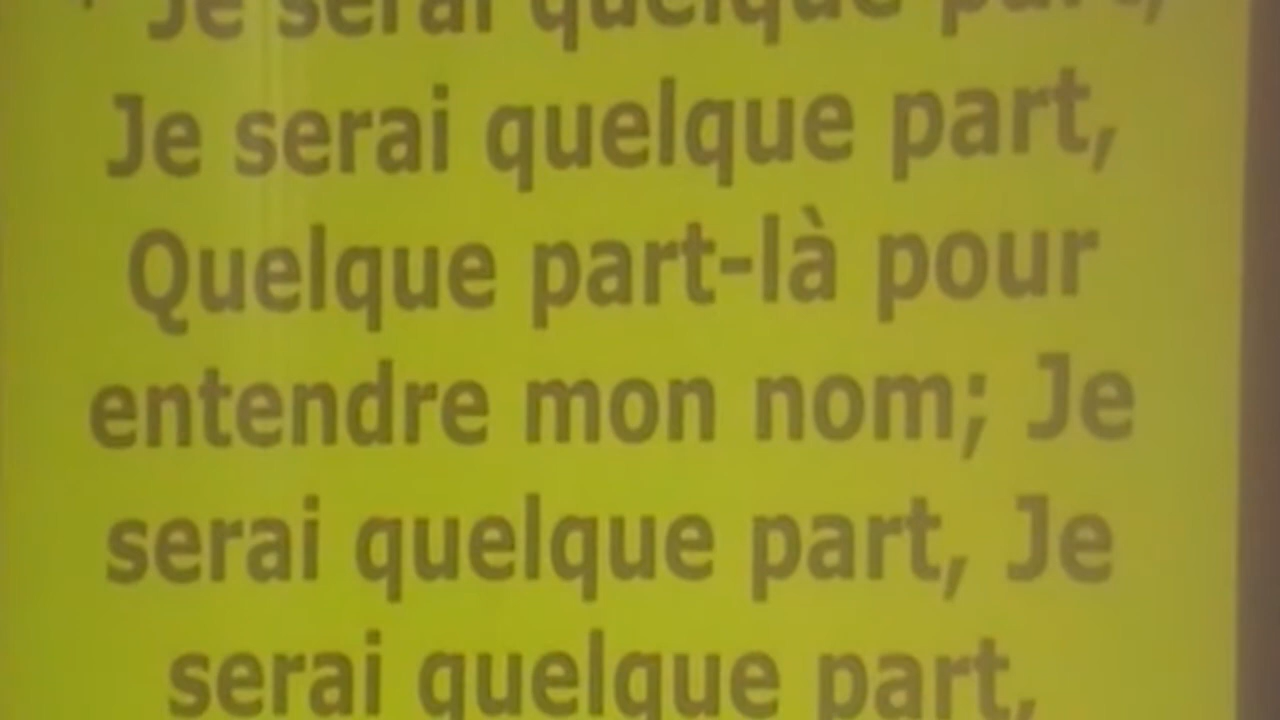 Je serai quelque part,
Je serai quelque part,
Quelque part-là pour
entendre mon nom; Je
serai quelque part, Je
serai quelque part,